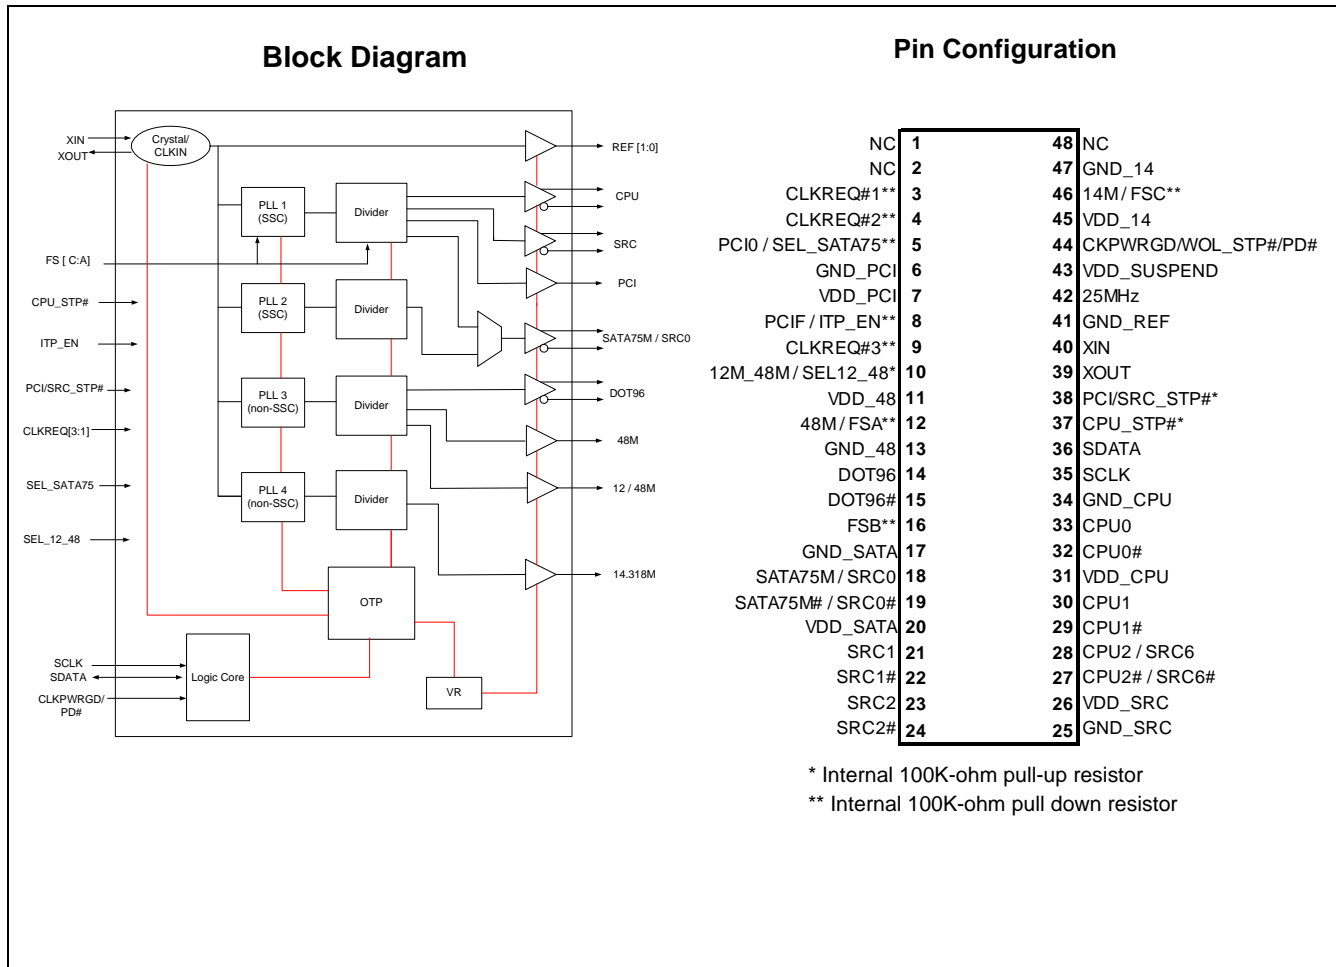 Block Diagram
XIN
XOUT
Crystal/
CLKIN
REF [1:0]
PLL 1
(SSC)
Divider
CPU
SRC
FS [ C:A]
PCI
CPU_STP#
PLL 2
(SSC)
Divider
ITP_EN
SATA75M / SRC0
PCI/SRC_STP#
PLL 3
(non-SSC)
Divider
DOT96
CLKREQ[3:1]
48M
SEL_SATA75
PLL 4
(non-SSC)
Divider
12 / 48M
SEL_12_48
14.318M
OTP
SCLK
SDATA
Logic Core
CLKPWRGD/
PD#
VR
Pin Configuration
NC 1 48 NC
NC 2 47 GND_14
CLKREQ#1** 3 46 14M / FSC**
CLKREQ#2** 4 45 VDD_14
PCI0 / SEL_SATA75** 5 44 CKPWRGD/WOL_STP#/PD#
GND_PCI 6 43 VDD_SUSPEND
VDD_PCI 7 42 25MHz
PCIF / ITP_EN** 8 41 GND_REF
CLKREQ#3** 9 40 XIN
12M_48M / SEL12_48* 10 39 XOUT
VDD_48 11 38 PCI/SRC_STP#*
48M / FSA** 12 37 CPU_STP#*
GND_48 13 36 SDATA
DOT96 14 35 SCLK
DOT96# 15 34 GND_CPU
FSB** 16 33 CPU0
GND_SATA 17 32 CPU0#
SATA75M / SRC0 18 31 VDD_CPU
SATA75M# / SRC0# 19 30 CPU1
VDD_SATA 20 29 CPU1#
SRC1 21 28 CPU2 / SRC6
SRC1# 22 27 CPU2# / SRC6#
SRC2 23 26 VDD_SRC
SRC2# 24 25 GND_SRC
* Internal 100K-ohm pull-up resistor
** Internal 100K-ohm pull down resistor